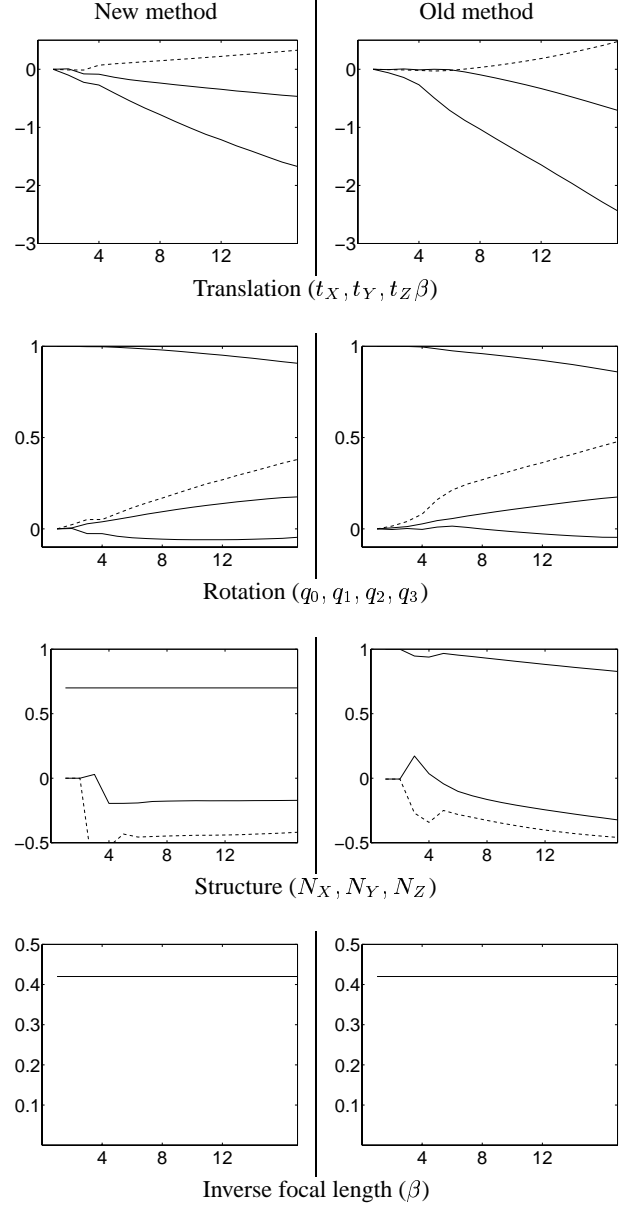 New method Old method
0
−1
−2
−3
4 8 12
0
−1
−2
−3
4 8 12
Translation (t_X, t_Y, t_Z β)
1
0.5
0
4 8 12
1
0.5
0
4 8 12
Rotation (q_0, q_1, q_2, q_3)
1
0.5
0
−0.5
4 8 12
1
0.5
0
−0.5
4 8 12
Structure (N_X, N_Y, N_Z)
0.5
0.4
0.3
0.2
0.1
4 8 12
0.5
0.4
0.3
0.2
0.1
4 8 12
Inverse focal length (β)